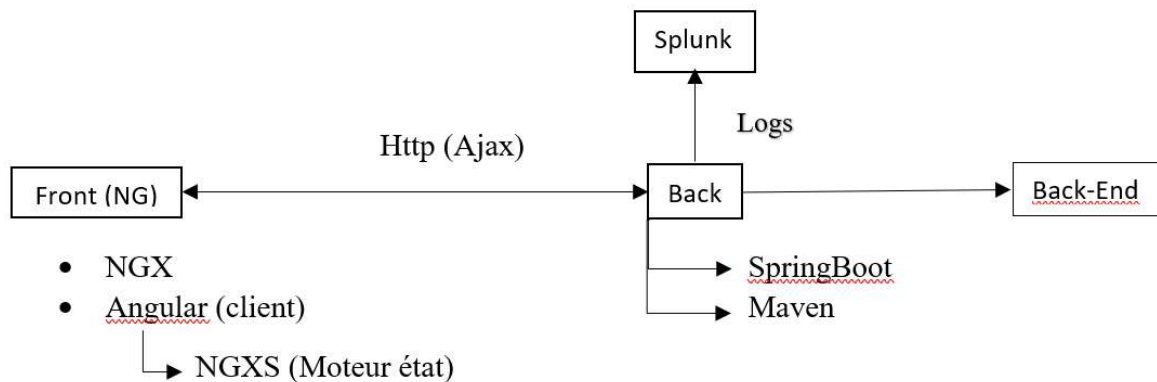 Splunk
Logs
Http (Ajax)
Front (NG)
Back
Back-End
NGX
Angular (client)
NGXS (Moteur état)
SpringBoot
Maven